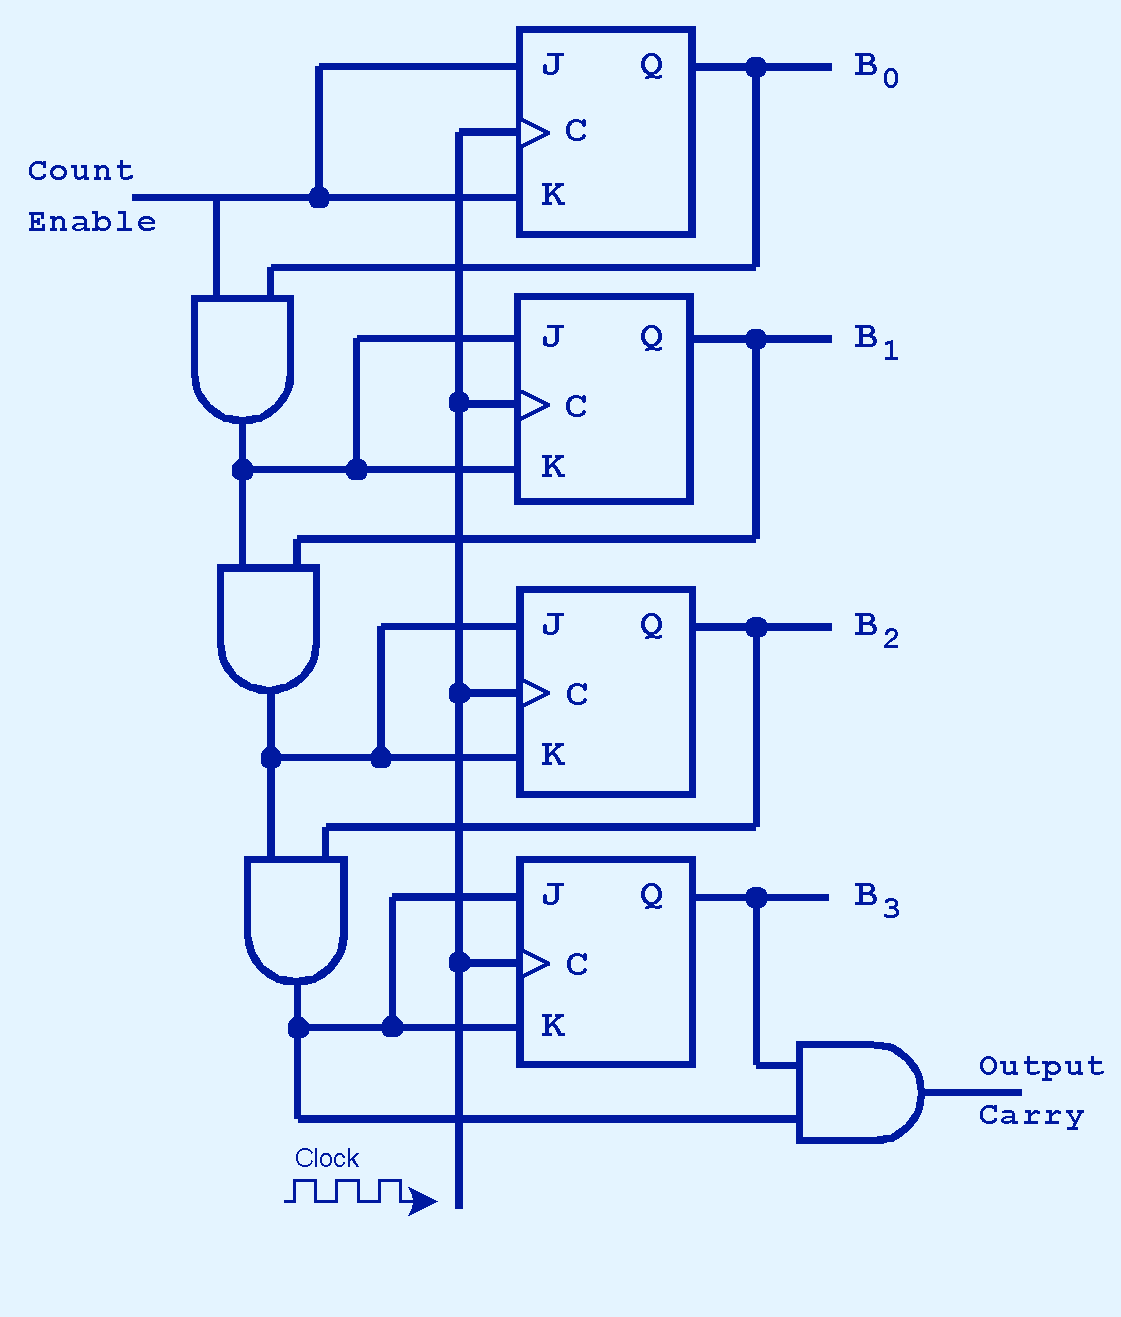 J Q B0
C
Count
K
Enable
J Q B1
C
K
J Q B2
C
K
J Q B3
C
K
Output
Carry
Clock